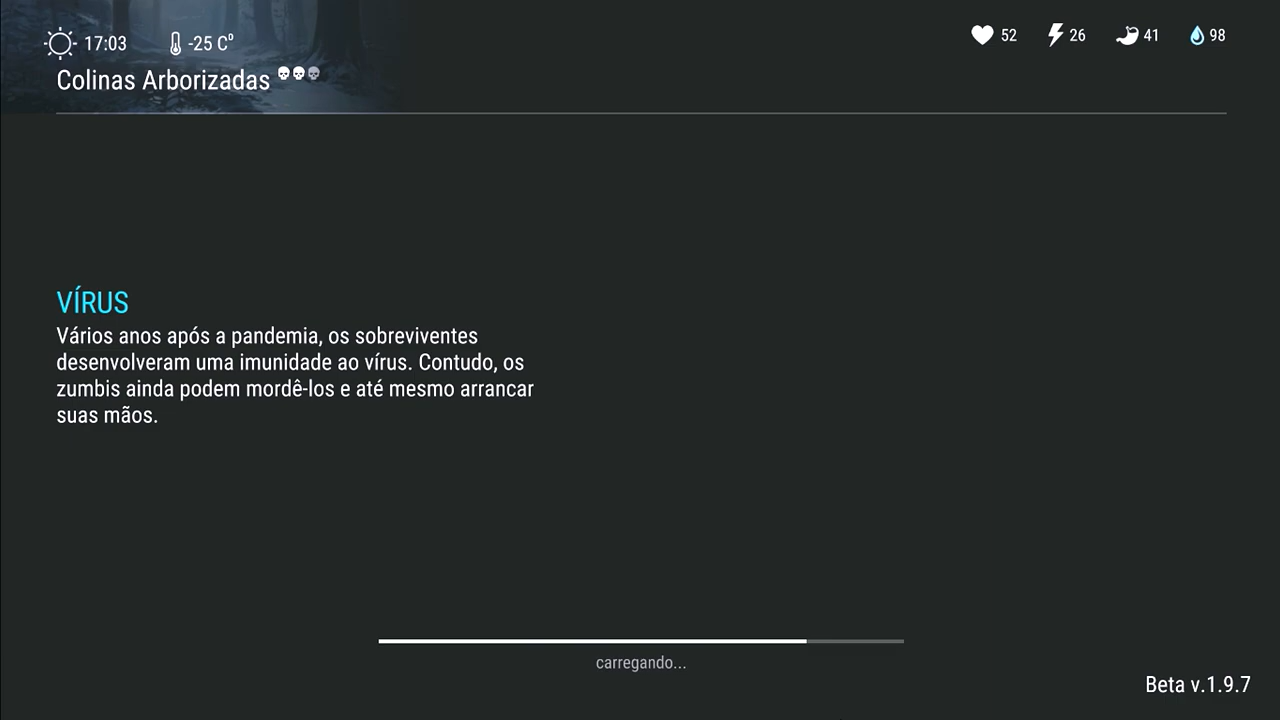 17:03 -25 Cº
52 26 41 98
Colinas Arborizadas
VÍRUS
Vários anos após a pandemia, os sobreviventes
desenvolveram uma imunidade ao vírus. Contudo, os
zumbis ainda podem mordê-los e até mesmo arrancar
suas mãos.
carregando...
Beta v.1.9.7